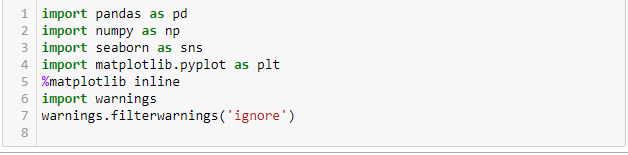 1 import pandas as pd
2 import numpy as np
3 import seaborn as sns
4 import matplotlib.pyplot as plt
5 %matplotlib inline
6 import warnings
7 warnings.filterwarnings('ignore')
8